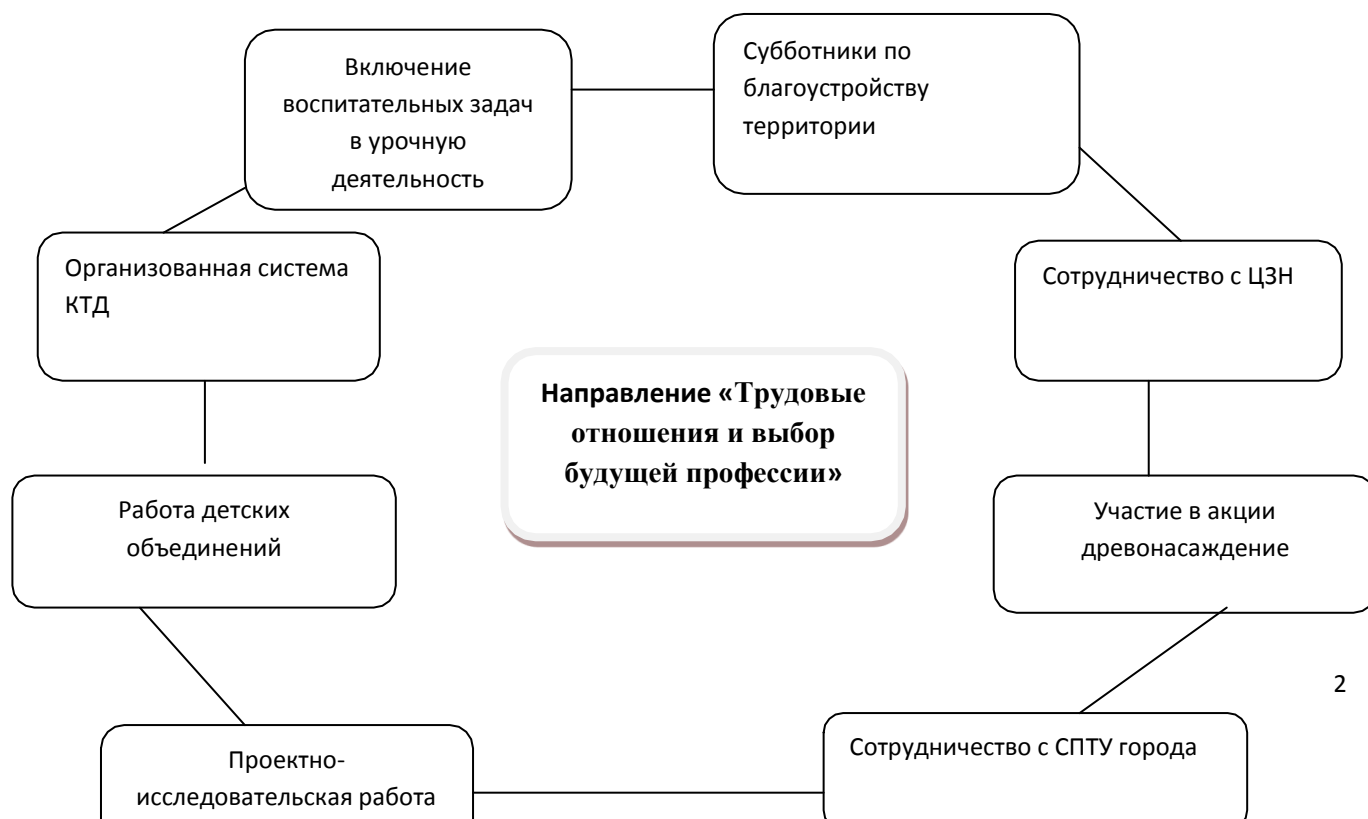 Включение
воспитательных задач
в урочную
деятельность
Субботники по
благоустройству
территории
Организованная система
КТД
Сотрудничество с ЦЗН
Направление «Трудовые
отношения и выбор
будущей профессии»
Работа детских
объединений
Участие в акции
древонасаждение
2
Проектно-
исследовательская работа
Сотрудничество с СПТУ города